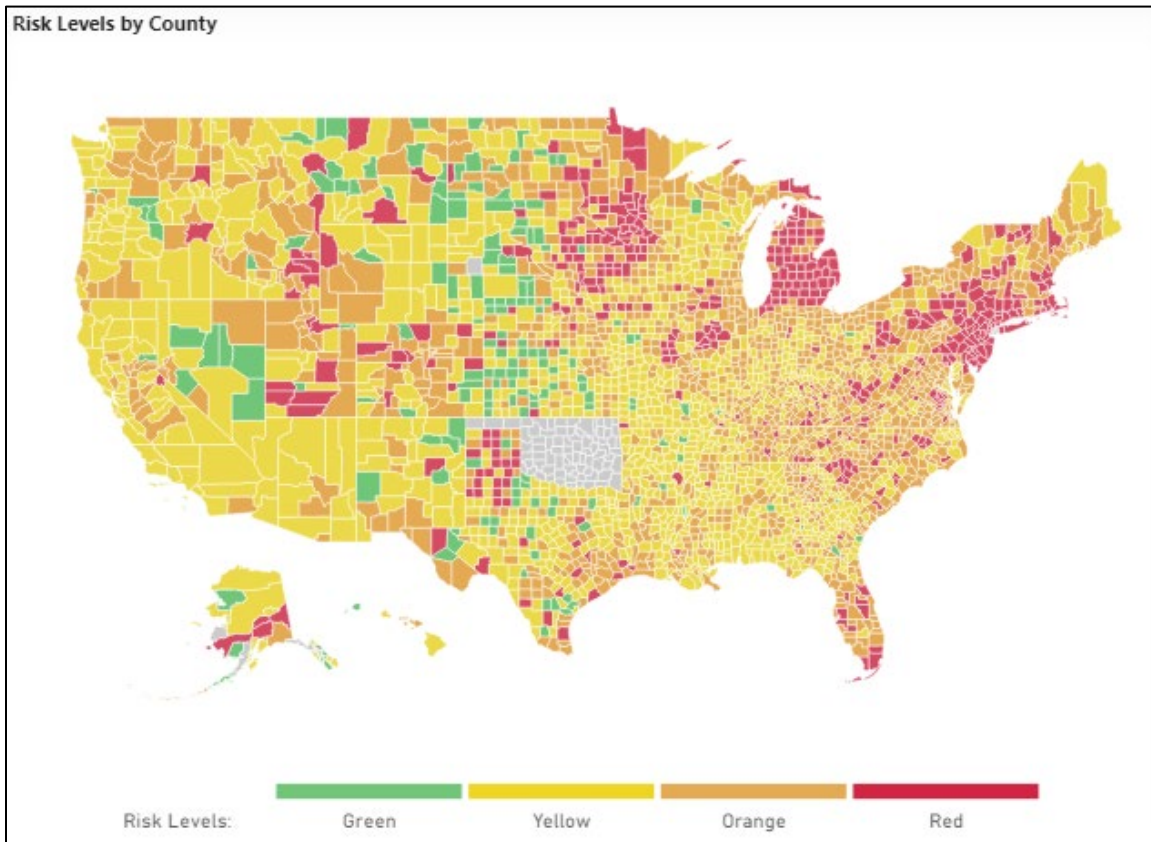 Risk Levels by County
Risk Levels:
Green
Yellow
Orange
Red